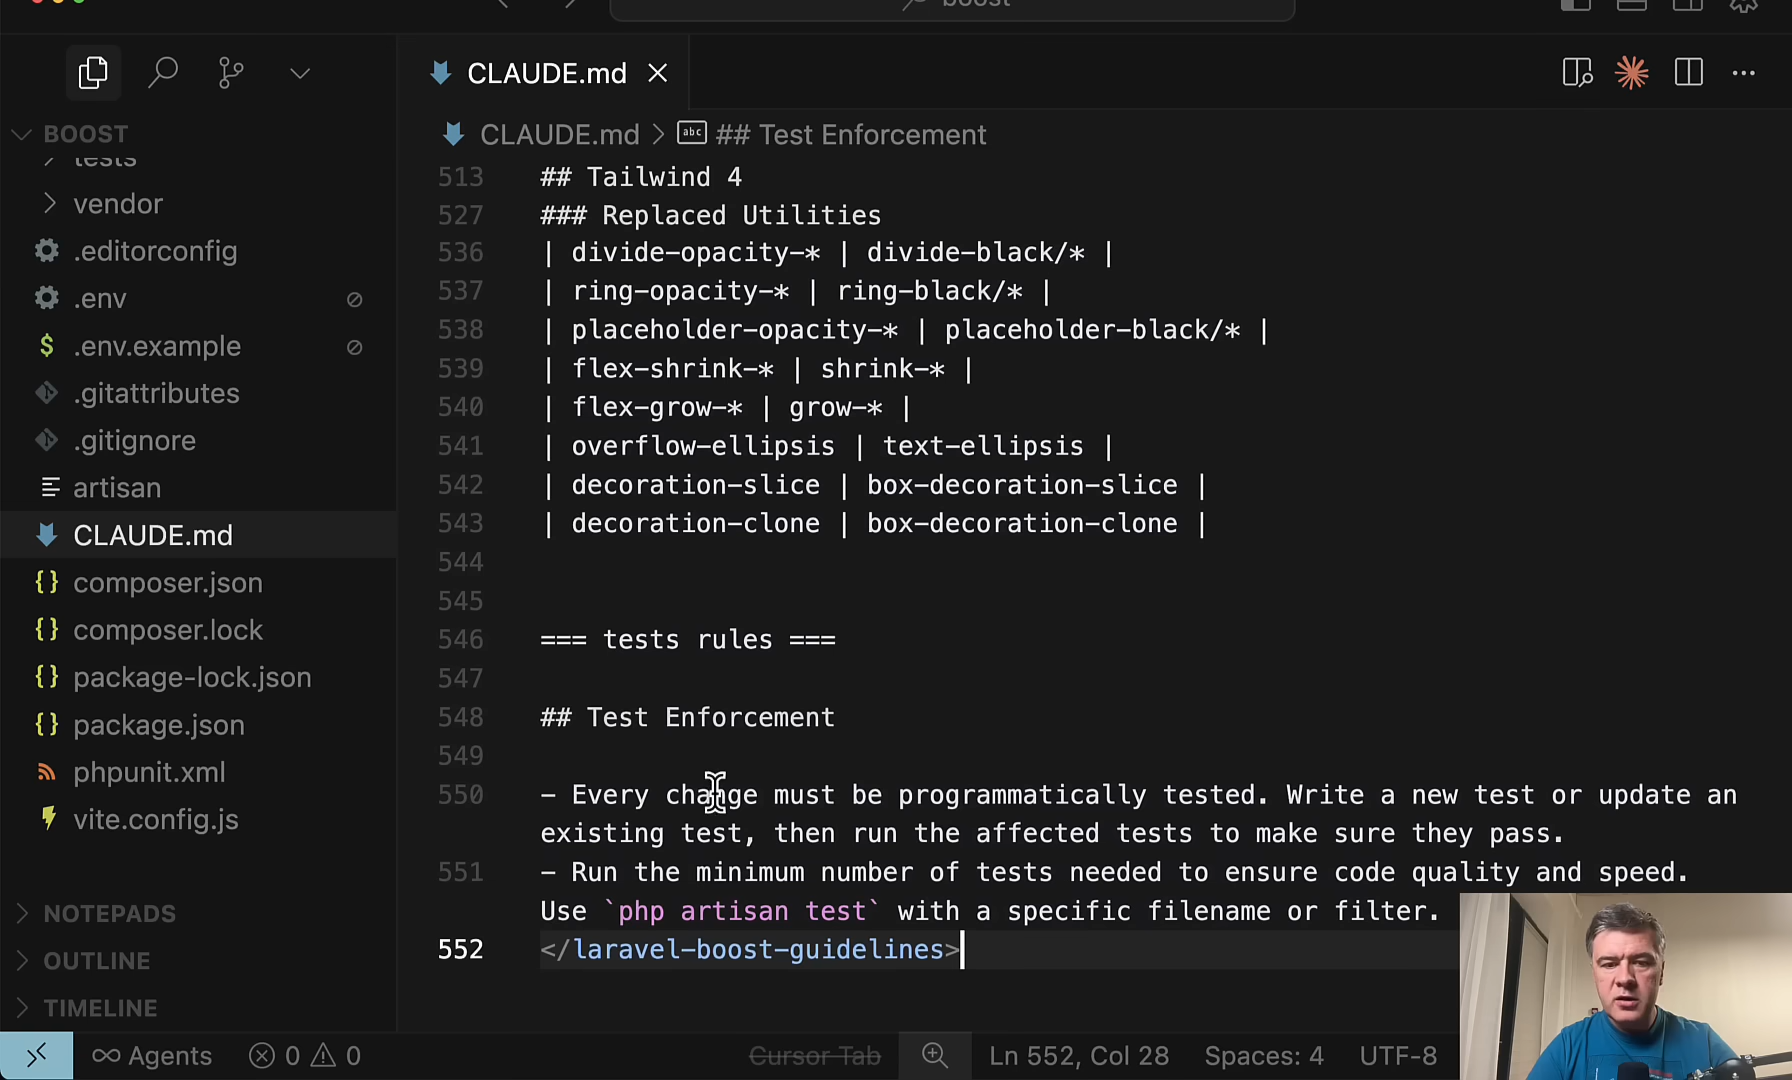 boost
CLAUDE.md
BOOST
CLAUDE.md > ## Test Enforcement
tests
vendor
.editorconfig
.env
.env.example
.gitattributes
.gitignore
artisan
CLAUDE.md
composer.json
composer.lock
package-lock.json
package.json
phpunit.xml
vite.config.js
NOTEPADS
OUTLINE
TIMELINE
513 ## Tailwind 4
527 ### Replaced Utilities
536 | divide-opacity-* | divide-black/* |
537 | ring-opacity-* | ring-black/* |
538 | placeholder-opacity-* | placeholder-black/* |
539 | flex-shrink-* | shrink-* |
540 | flex-grow-* | grow-* |
541 | overflow-ellipsis | text-ellipsis |
542 | decoration-slice | box-decoration-slice |
543 | decoration-clone | box-decoration-clone |
544
545
546 === tests rules ===
547
548 ## Test Enforcement
549
550 - Every change must be programmatically tested. Write a new test or update an
existing test, then run the affected tests to make sure they pass.
551 - Run the minimum number of tests needed to ensure code quality and speed.
Use `php artisan test` with a specific filename or filter.
552 </laravel-boost-guidelines>
Agents 0 0 Cursor Tab Ln 552, Col 28 Spaces: 4 UTF-8